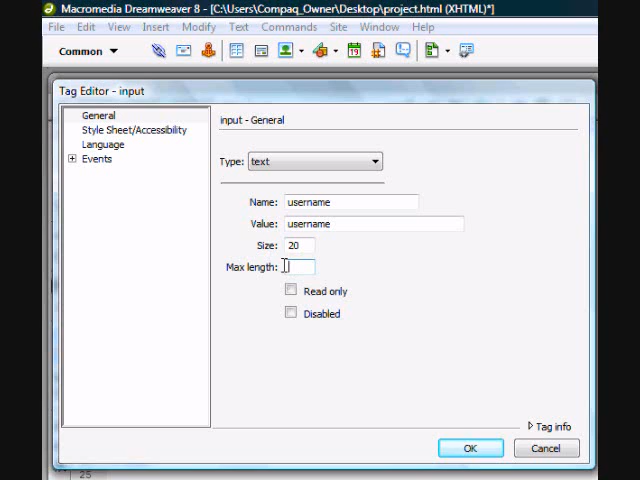 Macromedia Dreamweaver 8 - [C:\Users\Compaq_Owner\Desktop\project.html (XHTML)*]
File Edit View Insert Modify Text Commands Site Window Help
Common
19
Tag Editor - input
General
Style Sheet/Accessibility
Language
Events
input - General
Type: text
Name: username
Value: username
Size: 20
Max length:
Read only
Disabled
Tag info
OK Cancel
25